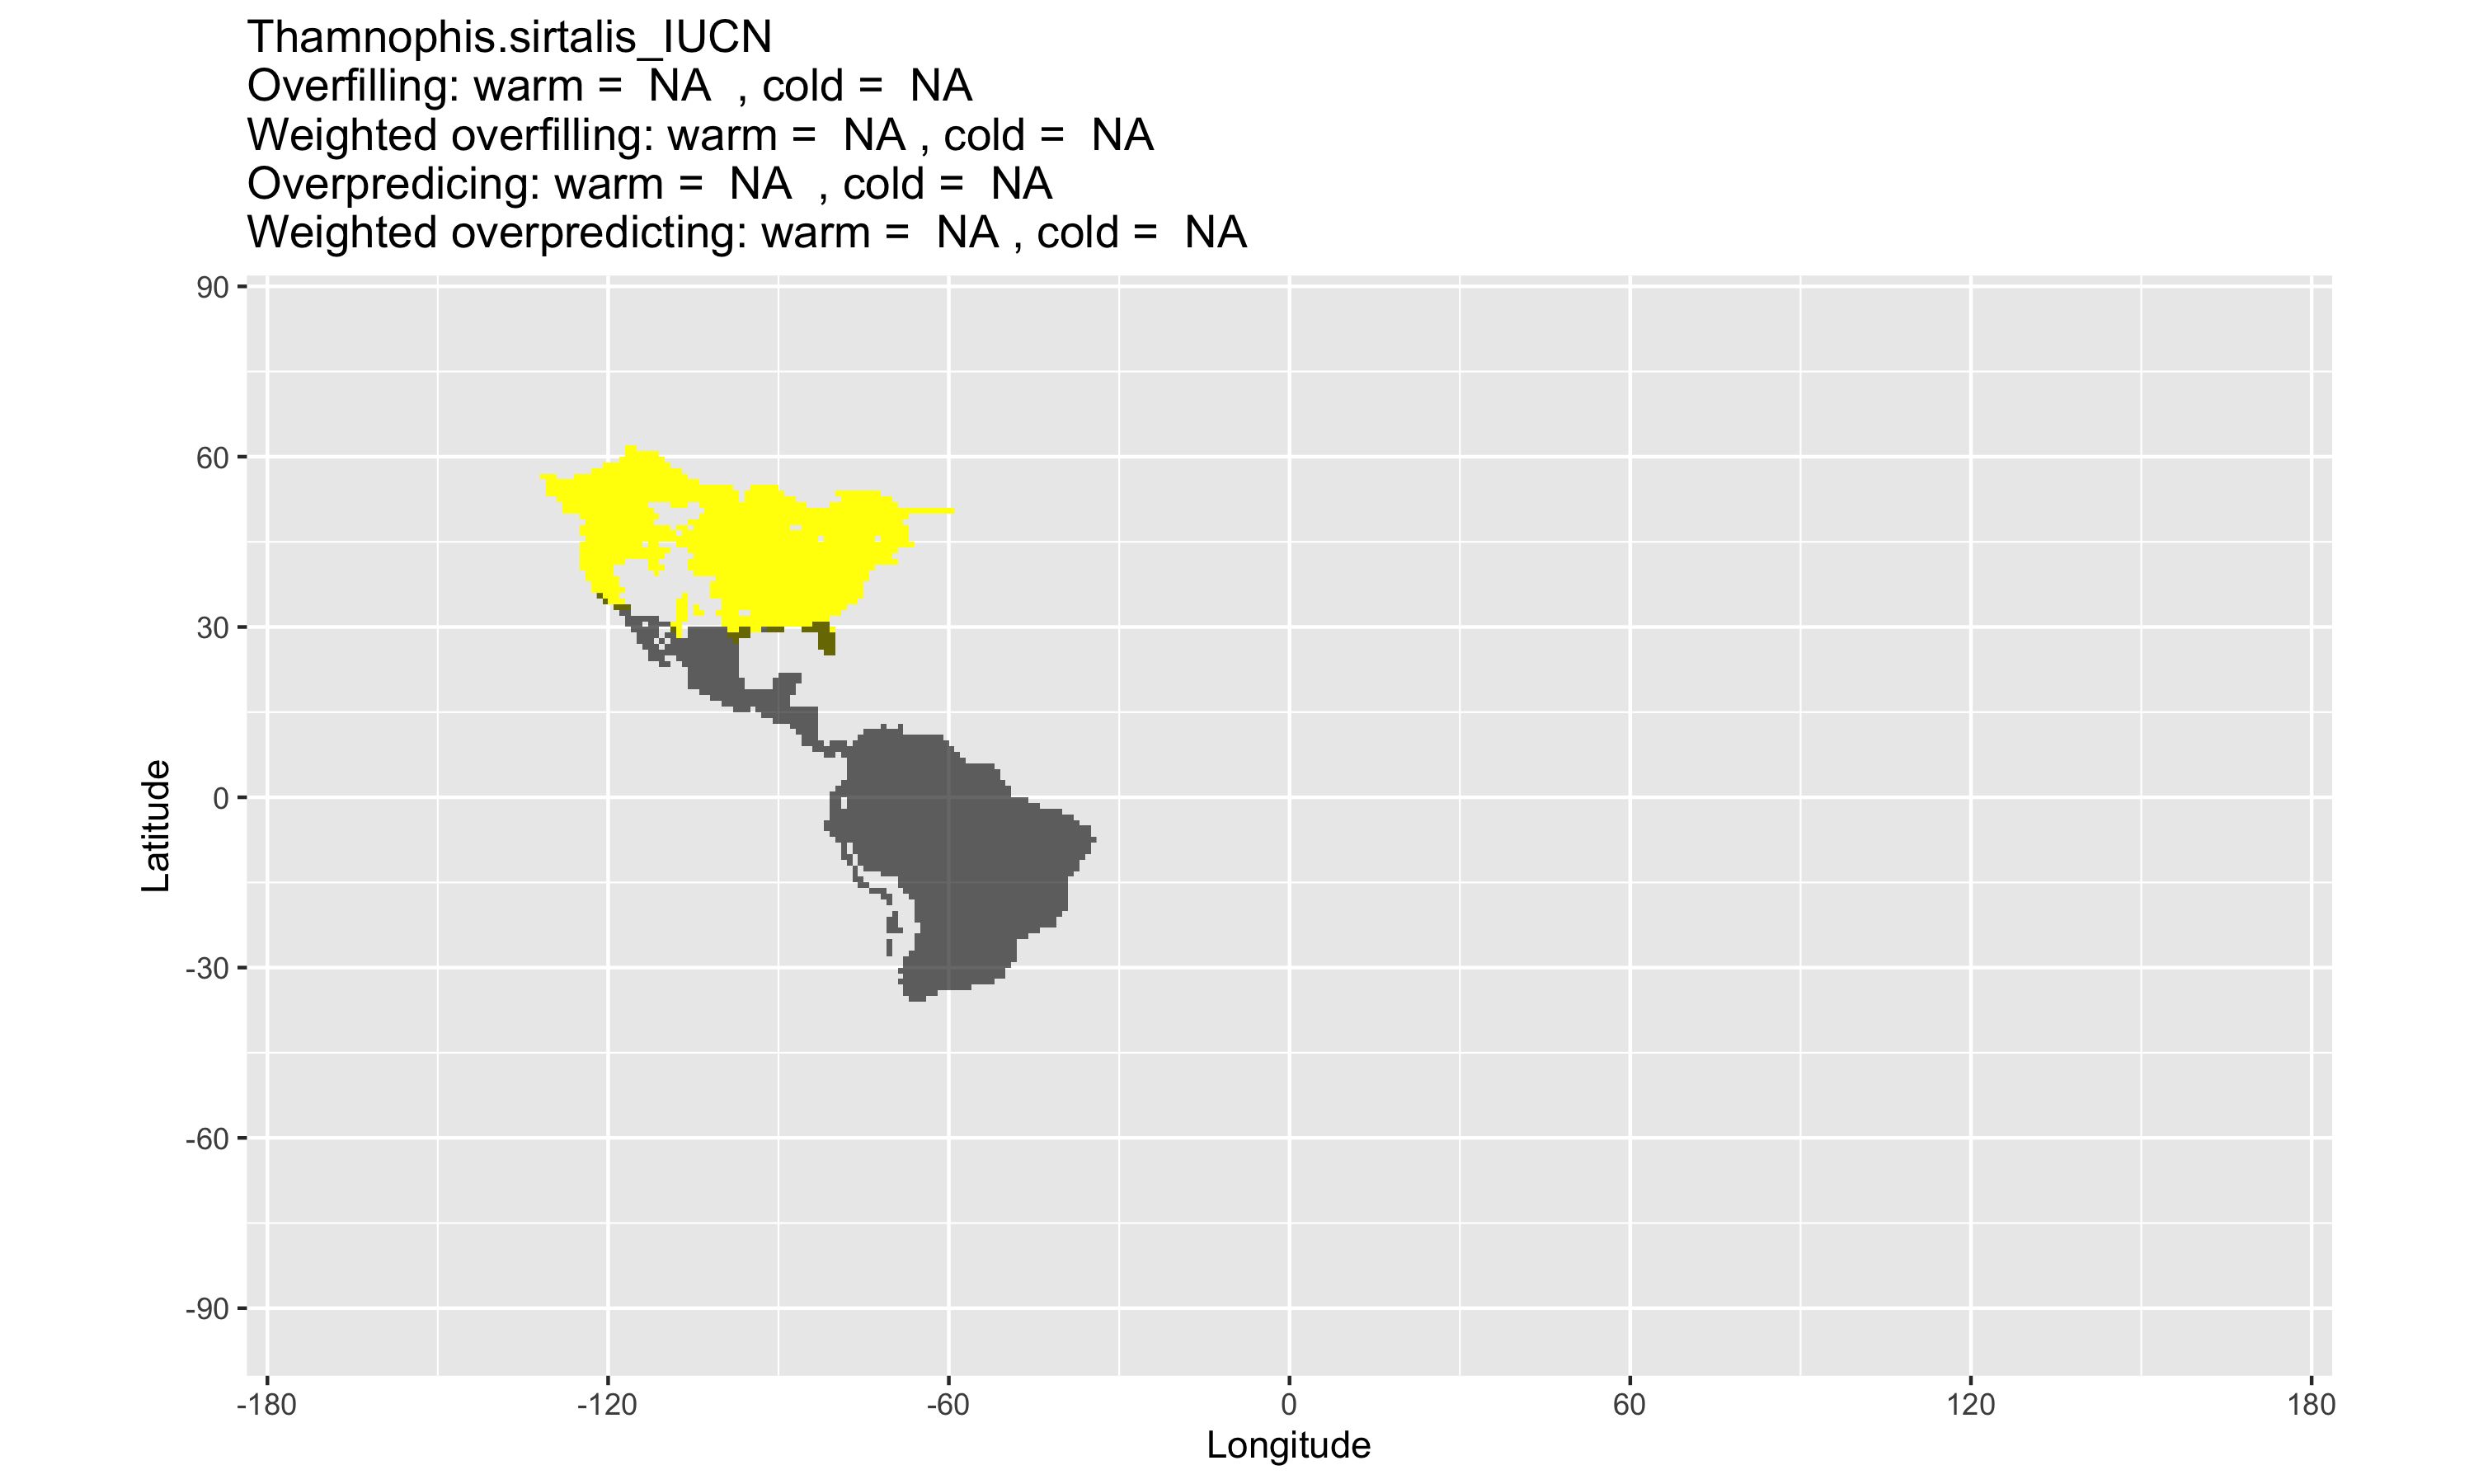 Thamnophis.sirtalis_IUCN
Overfilling: warm =  NA  , cold =  NA
Weighted overfilling: warm =  NA , cold =  NA
Overpredicing: warm =  NA  , cold =  NA
Weighted overpredicting: warm =  NA , cold =  NA
90
60
30
0
-30
-60
-90
Latitude
-180
-120
-60
0
60
120
180
Longitude